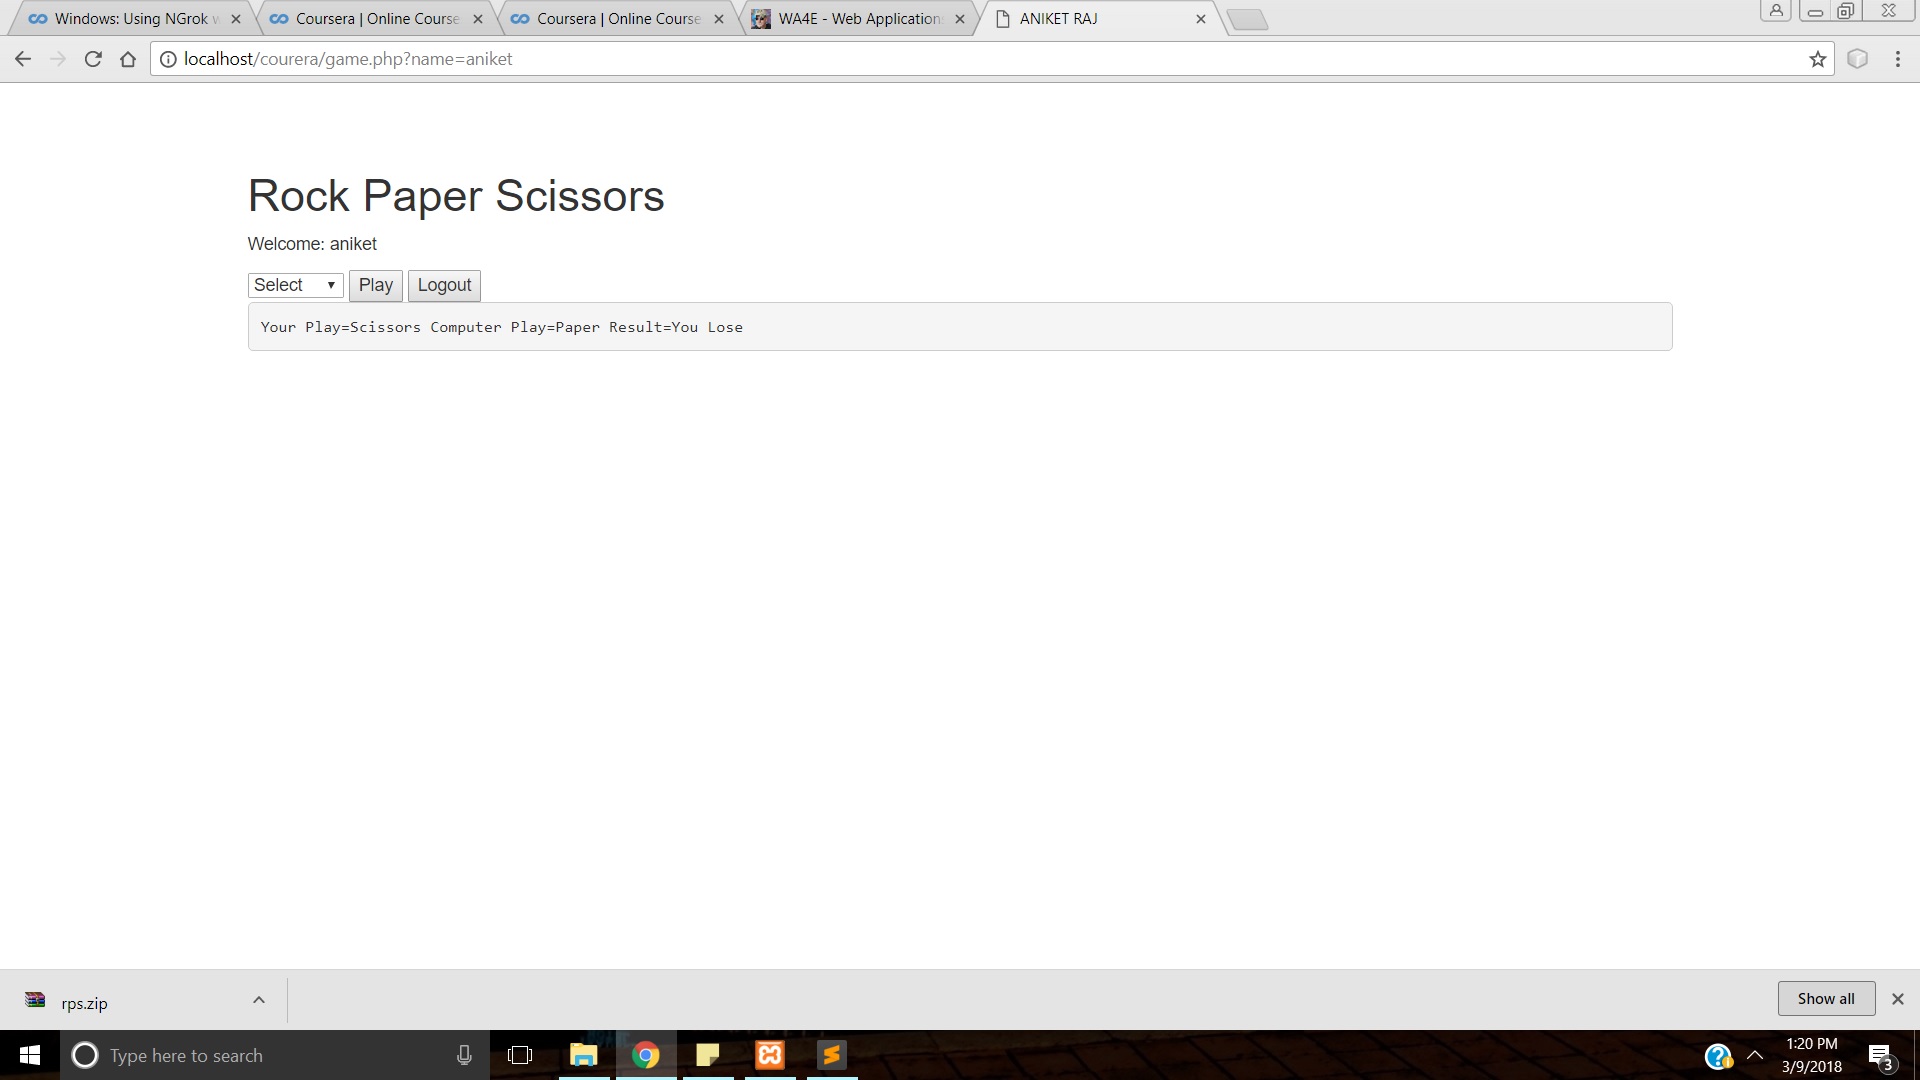 Windows: Using NGrok w
Coursera | Online Course
Coursera | Online Course
WA4E - Web Application
ANIKET RAJ
localhost/courera/game.php?name=aniket
Rock Paper Scissors
Welcome: aniket
Select Play Logout
Your Play=Scissors Computer Play=Paper Result=You Lose
rps.zip
Show all
Type here to search
1:20 PM
3/9/2018
3